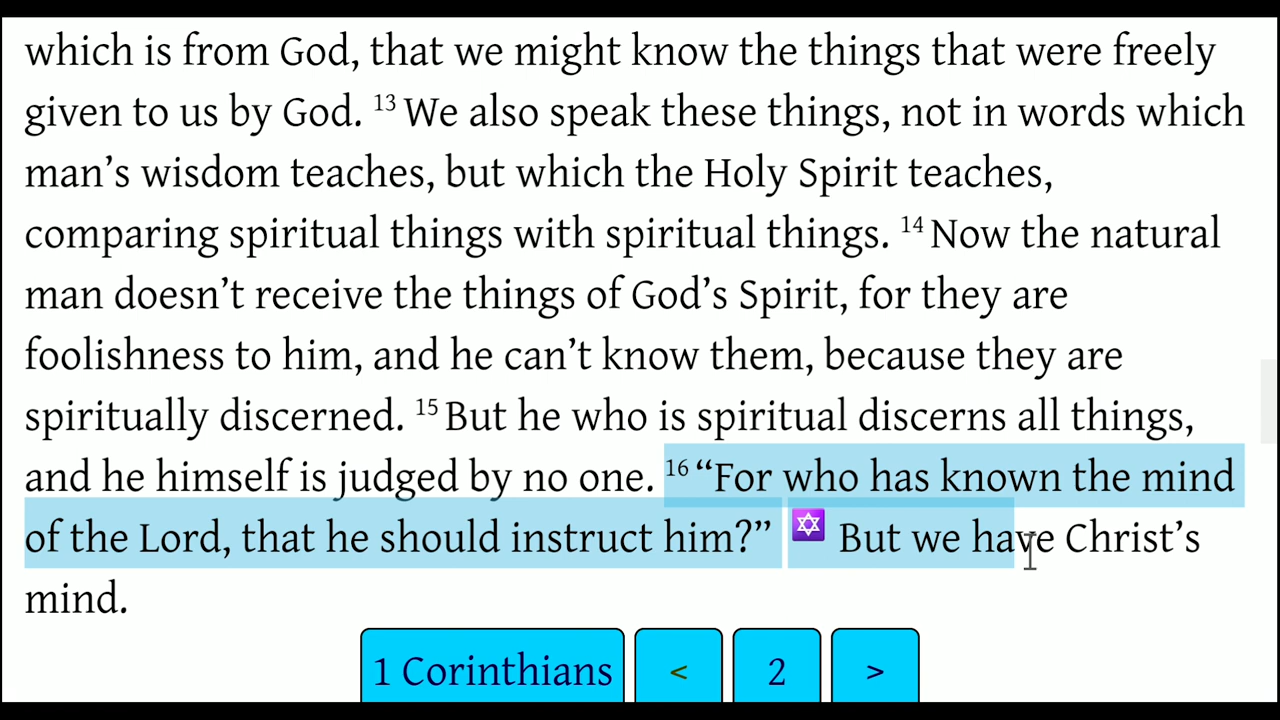 which is from God, that we might know the things that were freely
given to us by God. 13 We also speak these things, not in words which
man’s wisdom teaches, but which the Holy Spirit teaches,
comparing spiritual things with spiritual things. 14 Now the natural
man doesn’t receive the things of God’s Spirit, for they are
foolishness to him, and he can’t know them, because they are
spiritually discerned. 15 But he who is spiritual discerns all things,
and he himself is judged by no one. 16 “For who has known the mind
of the Lord, that he should instruct him?” 🔯 But we have Christ’s
mind.
1 Corinthians < 2 >